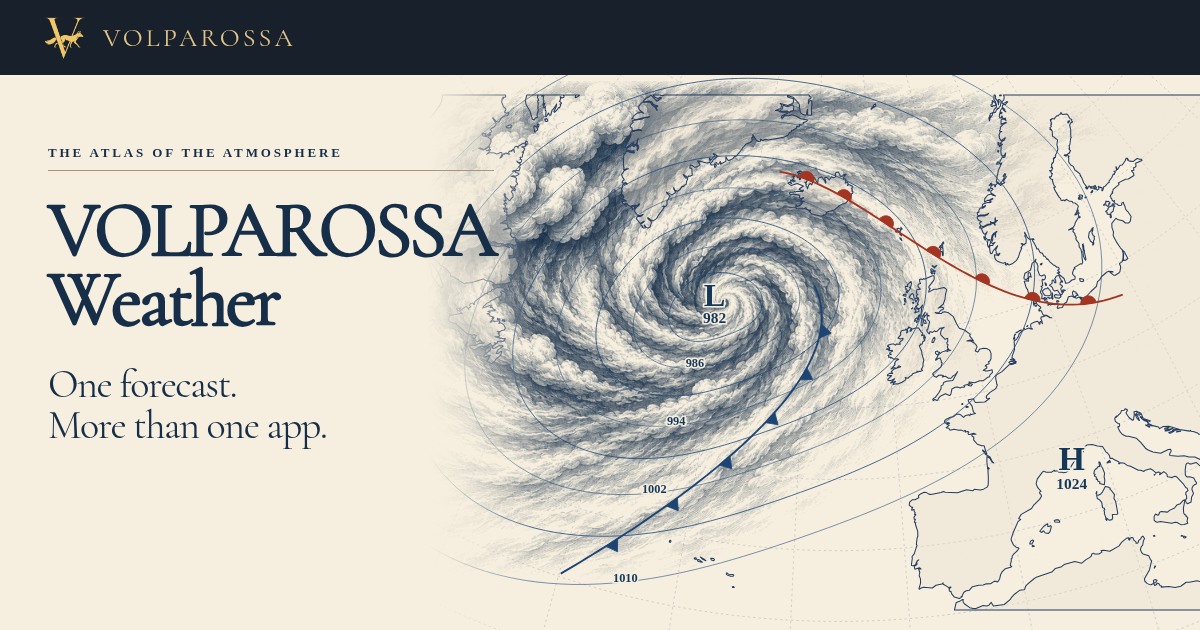 VOLPAROSSA
THE ATLAS OF THE ATMOSPHERE
VOLPAROSSA
Weather
One forecast.
More than one app.
L
982
986
994
1002
1010
H
1024